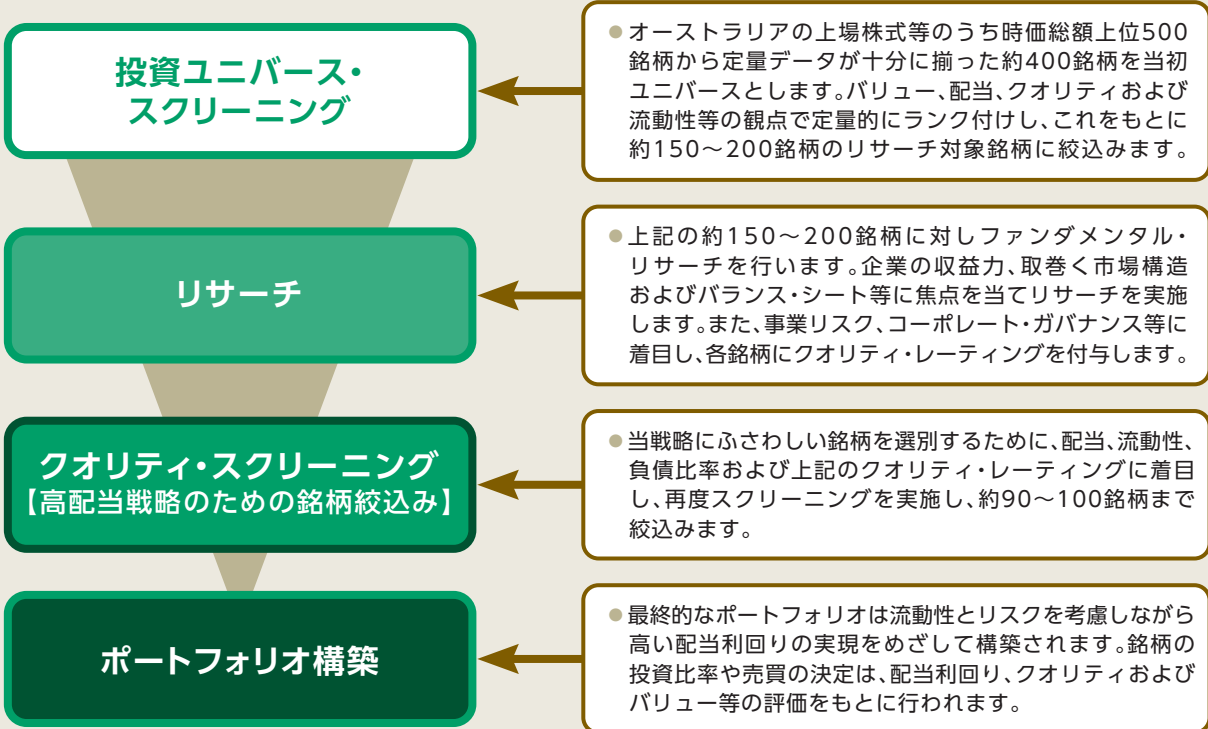 投資ユニバース・
スクリーニング
●オーストラリアの上場株式等のうち時価総額上位500
銘柄から定量データが十分に揃った約400銘柄を当初
ユニバースとします。バリュー、配当、クオリティおよび
流動性等の観点で定量的にランク付けし、これをもとに
約150～200銘柄のリサーチ対象銘柄に絞込みます。
リサーチ
●上記の約150～200銘柄に対しファンダメンタル・
リサーチを行います。企業の収益力、取巻く市場構造
およびバランス・シート等に焦点を当てリサーチを実施
します。また、事業リスク、コーポレート・ガバナンス等に
着目し、各銘柄にクオリティ・レーティングを付与します。
クオリティ・スクリーニング
【高配当戦略のための銘柄絞込み】
●当戦略にふさわしい銘柄を選別するために、配当、流動性、
負債比率および上記のクオリティ・レーティングに着目
し、再度スクリーニングを実施し、約90～100銘柄まで
絞込みます。
ポートフォリオ構築
●最終的なポートフォリオは流動性とリスクを考慮しながら
高い配当利回りの実現をめざして構築されます。銘柄の
投資比率や売買の決定は、配当利回り、クオリティおよび
バリュー等の評価をもとに行われます。